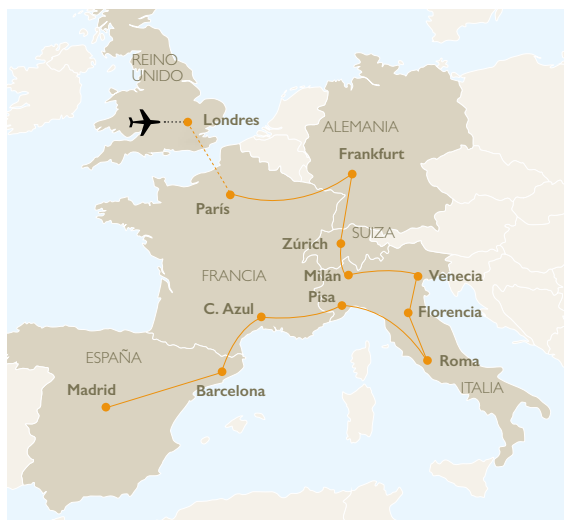 REINO
UNIDO
Londres
ALEMANIA
Frankfurt
París
Zúrich
SUIZA
FRANCIA
Milán
Venecia
Pisa
C. Azul
Florencia
ESPAÑA
Roma
Madrid
Barcelona
ITALIA